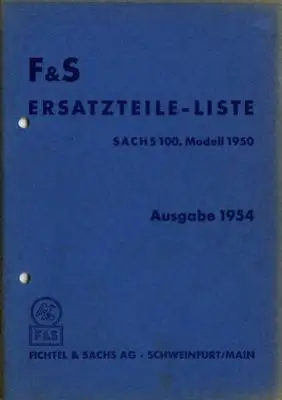 F&S
ERSATZTEILE-LISTE
SACHS 100, Modell 1950
Ausgabe 1954
F&S
FICHTEL & SACHS AG - SCHWEINFURT/MAIN